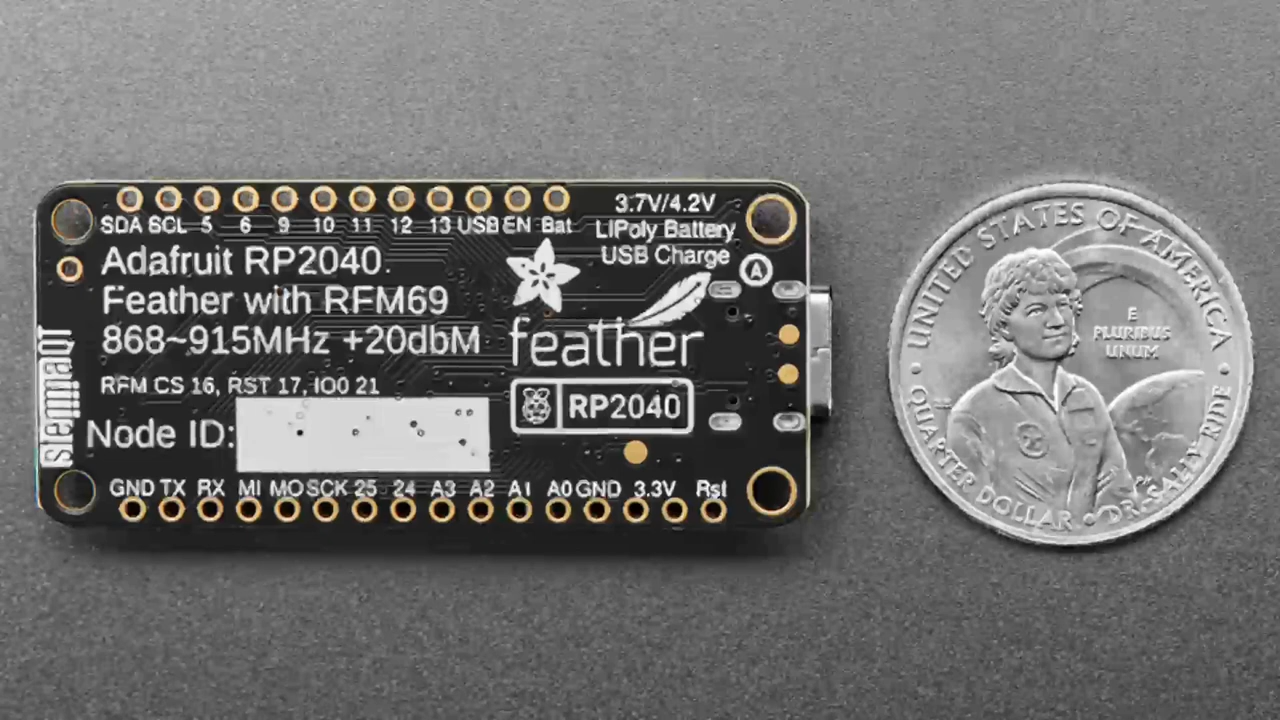 SDA SCL 5 6 9 10 11 12 13 USB EN Bat
3.7V/4.2V
LIPoly Battery
USB Charge
A
Adafruit RP2040.
Feather with RFM69
868~915MHz +20dbM
RFM CS 16, RST 17, IO0 21
Node ID:
stemmaQT
feather
RP2040
GND TX RX MI MO SCK 25 24 A3 A2 A1 A0 GND 3.3V Rst
UNITED STATES OF AMERICA
E
PLURIBUS
UNUM
QUARTER DOLLAR • DR. SALLY RIDE